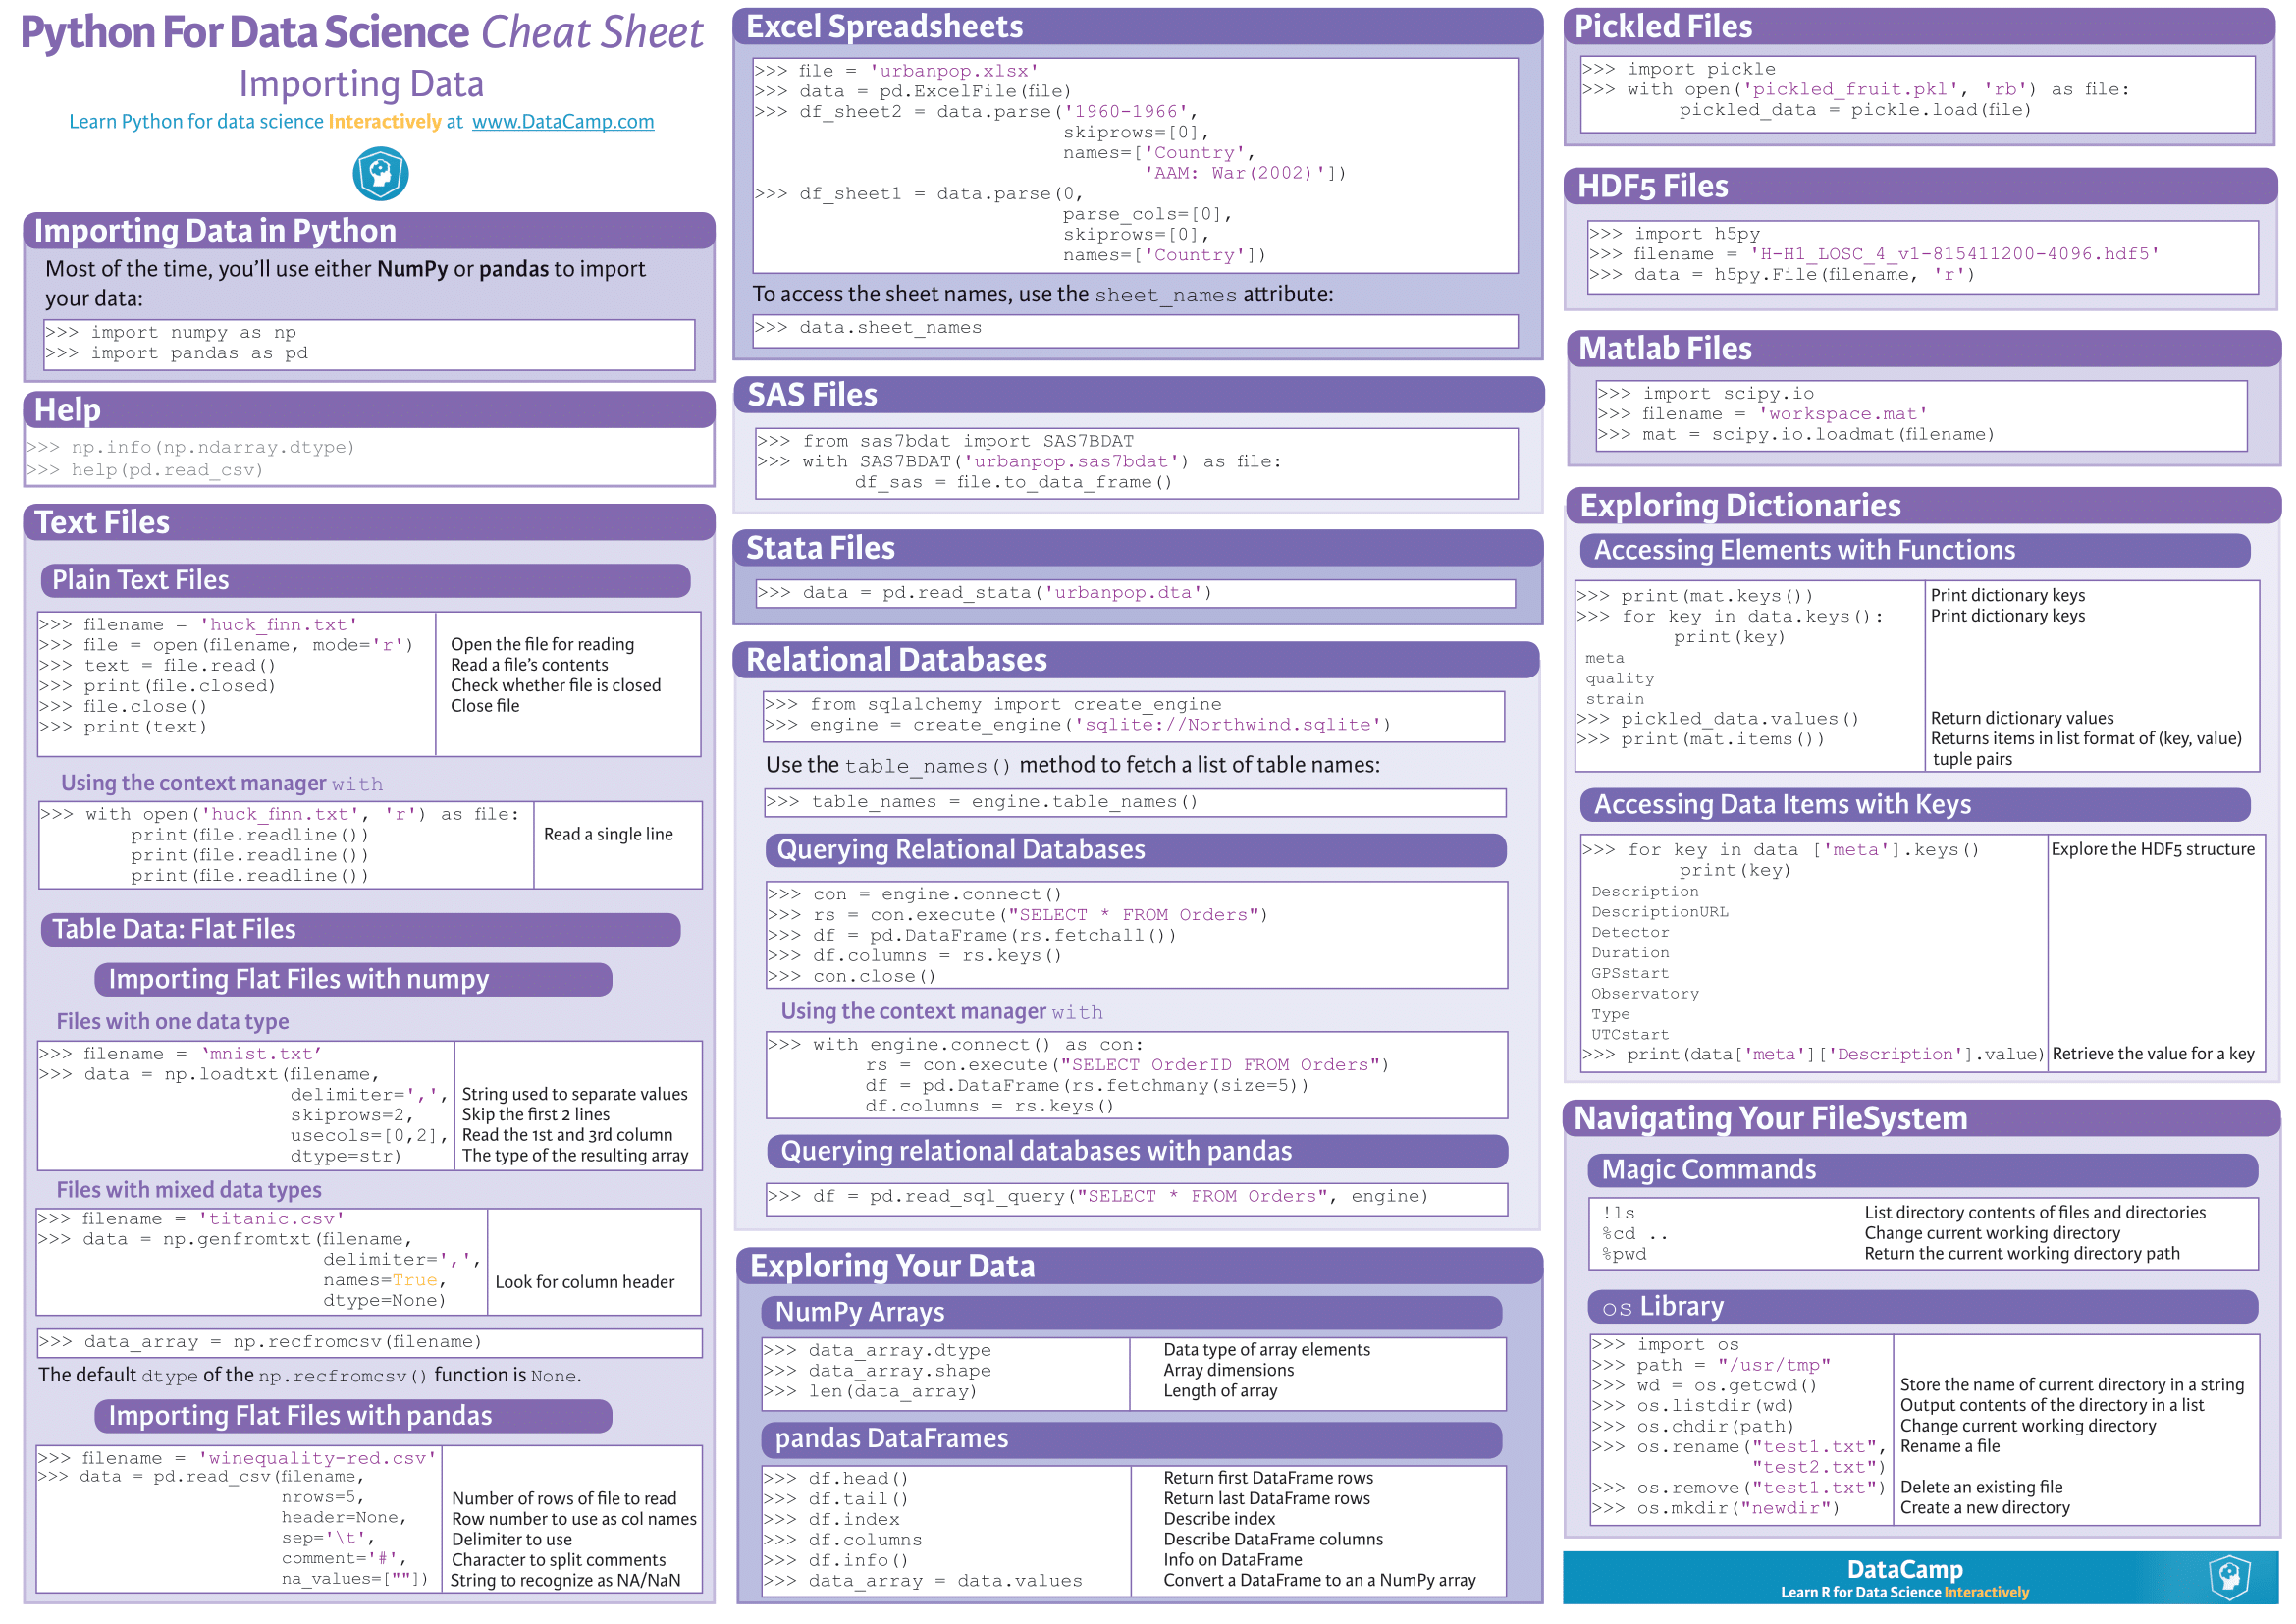 Python For Data Science Cheat Sheet
Importing Data
Learn Python for data science Interactively at www.DataCamp.com
Importing Data in Python
Most of the time, you’ll use either NumPy or pandas to import
your data:
>>> import numpy as np
>>> import pandas as pd
Help
>>> np.info(np.ndarray.dtype)
>>> help(pd.read_csv)
Text Files
Plain Text Files
>>> filename = 'huck_finn.txt'
>>> file = open(filename, mode='r') Open the file for reading
>>> text = file.read() Read a file’s contents
>>> print(file.closed) Check whether file is closed
>>> file.close() Close file
>>> print(text)
Using the context manager with
>>> with open('huck_finn.txt', 'r') as file:
print(file.readline()) Read a single line
print(file.readline())
print(file.readline())
Table Data: Flat Files
Importing Flat Files with numpy
Files with one data type
>>> filename = ‘mnist.txt’
>>> data = np.loadtxt(filename,
delimiter=',', String used to separate values
skiprows=2, Skip the first 2 lines
usecols=[0,2], Read the 1st and 3rd column
dtype=str) The type of the resulting array
Files with mixed data types
>>> filename = 'titanic.csv'
>>> data = np.genfromtxt(filename,
delimiter=',',
names=True, Look for column header
dtype=None)
>>> data_array = np.recfromcsv(filename)
The default dtype of the np.recfromcsv() function is None.
Importing Flat Files with pandas
>>> filename = 'winequality-red.csv'
>>> data = pd.read_csv(filename,
nrows=5, Number of rows of file to read
header=None, Row number to use as col names
sep='\t', Delimiter to use
comment='#', Character to split comments
na_values=[""]) String to recognize as NA/NaN
Excel Spreadsheets
>>> file = 'urbanpop.xlsx'
>>> data = pd.ExcelFile(file)
>>> df_sheet2 = data.parse('1960-1966',
skiprows=[0],
names=['Country',
'AAM: War(2002)'])
>>> df_sheet1 = data.parse(0,
parse_cols=[0],
skiprows=[0],
names=['Country'])
To access the sheet names, use the sheet_names attribute:
>>> data.sheet_names
SAS Files
>>> from sas7bdat import SAS7BDAT
>>> with SAS7BDAT('urbanpop.sas7bdat') as file:
df_sas = file.to_data_frame()
Stata Files
>>> data = pd.read_stata('urbanpop.dta')
Relational Databases
>>> from sqlalchemy import create_engine
>>> engine = create_engine('sqlite://Northwind.sqlite')
Use the table_names() method to fetch a list of table names:
>>> table_names = engine.table_names()
Querying Relational Databases
>>> con = engine.connect()
>>> rs = con.execute("SELECT * FROM Orders")
>>> df = pd.DataFrame(rs.fetchall())
>>> df.columns = rs.keys()
>>> con.close()
Using the context manager with
>>> with engine.connect() as con:
rs = con.execute("SELECT OrderID FROM Orders")
df = pd.DataFrame(rs.fetchmany(size=5))
df.columns = rs.keys()
Querying relational databases with pandas
>>> df = pd.read_sql_query("SELECT * FROM Orders", engine)
Exploring Your Data
NumPy Arrays
>>> data_array.dtype Data type of array elements
>>> data_array.shape Array dimensions
>>> len(data_array) Length of array
pandas DataFrames
>>> df.head() Return first DataFrame rows
>>> df.tail() Return last DataFrame rows
>>> df.index Describe index
>>> df.columns Describe DataFrame columns
>>> df.info() Info on DataFrame
>>> data_array = data.values Convert a DataFrame to an a NumPy array
Pickled Files
>>> import pickle
>>> with open('pickled_fruit.pkl', 'rb') as file:
pickled_data = pickle.load(file)
HDF5 Files
>>> import h5py
>>> filename = 'H-H1_LOSC_4_v1-815411200-4096.hdf5'
>>> data = h5py.File(filename, 'r')
Matlab Files
>>> import scipy.io
>>> filename = 'workspace.mat'
>>> mat = scipy.io.loadmat(filename)
Exploring Dictionaries
Accessing Elements with Functions
>>> print(mat.keys()) Print dictionary keys
>>> for key in data.keys(): Print dictionary keys
print(key)
meta
quality
strain
>>> pickled_data.values() Return dictionary values
>>> print(mat.items()) Returns items in list format of (key, value)
tuple pairs
Accessing Data Items with Keys
>>> for key in data ['meta'].keys() Explore the HDF5 structure
print(key)
Description
DescriptionURL
Detector
Duration
GPSstart
Observatory
Type
UTCstart
>>> print(data['meta']['Description'].value) Retrieve the value for a key
Navigating Your FileSystem
Magic Commands
!ls List directory contents of files and directories
%cd .. Change current working directory
%pwd Return the current working directory path
os Library
>>> import os
>>> path = "/usr/tmp"
>>> wd = os.getcwd() Store the name of current directory in a string
>>> os.listdir(wd) Output contents of the directory in a list
>>> os.chdir(path) Change current working directory
>>> os.rename("test1.txt", Rename a file
"test2.txt")
>>> os.remove("test1.txt") Delete an existing file
>>> os.mkdir("newdir") Create a new directory
DataCamp
Learn R for Data Science Interactively